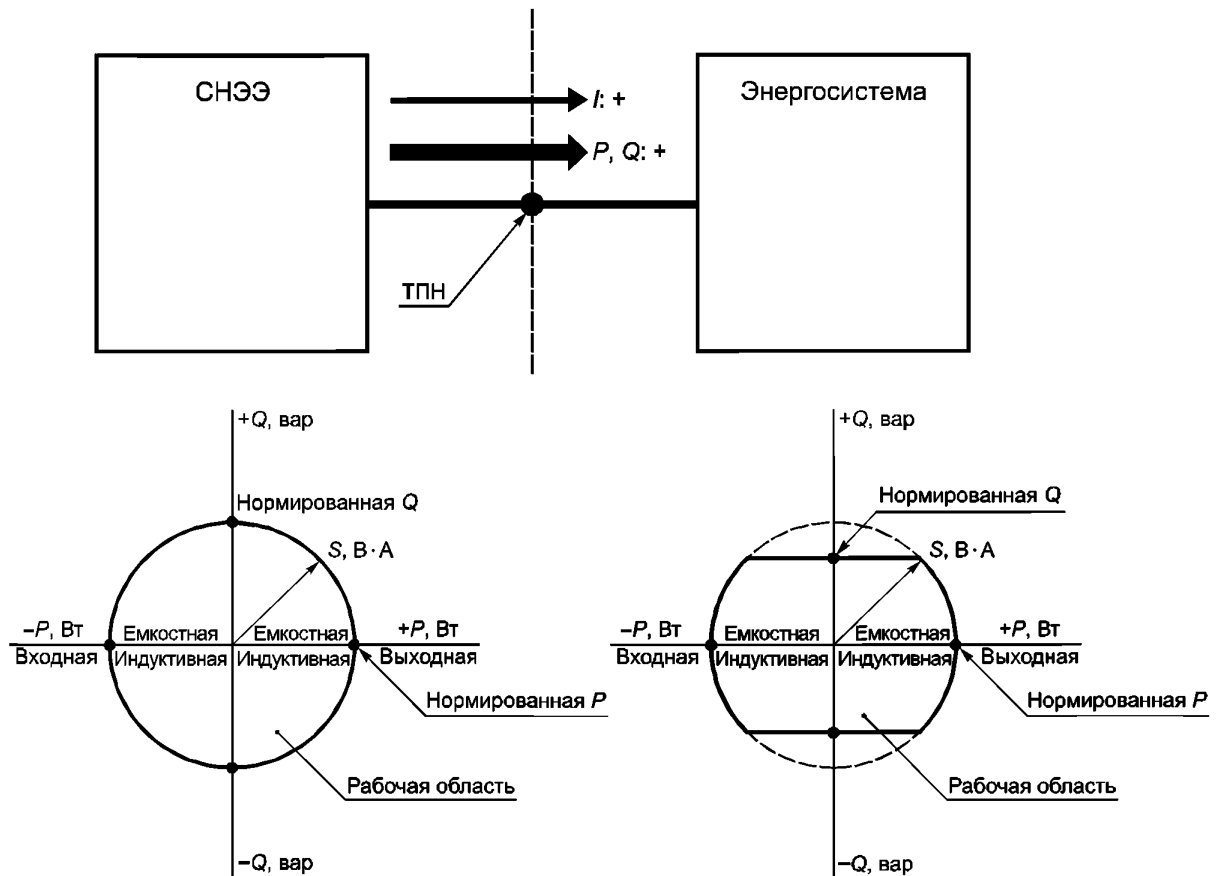 СНЭЭ
Энергосистема
I: +
P, Q: +
ТПН
+Q, вар
Нормированная Q
S, В · А
–P, Вт
Емкостная
Емкостная
+P, Вт
Входная
Индуктивная
Индуктивная
Выходная
Нормированная P
Рабочая область
–Q, вар
+Q, вар
Нормированная Q
S, В · А
–P, Вт
Емкостная
Емкостная
+P, Вт
Входная
Индуктивная
Индуктивная
Выходная
Нормированная P
Рабочая область
–Q, вар